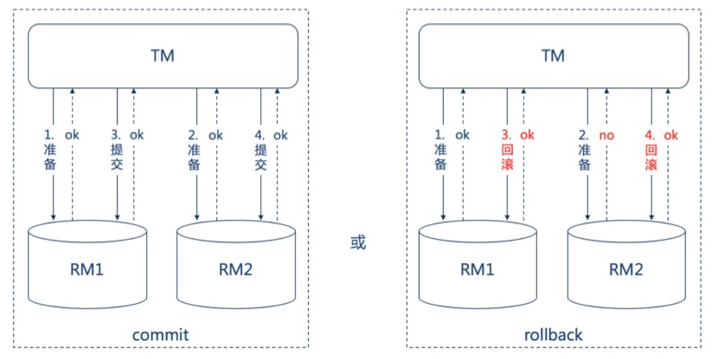 TM
1. 准备
ok
3. 提交
ok
2. 准备
ok
4. 提交
ok
RM1
RM2
commit
或
TM
1. 准备
ok
3. 回滚
ok
2. 准备
no
4. 回滚
ok
RM1
RM2
rollback